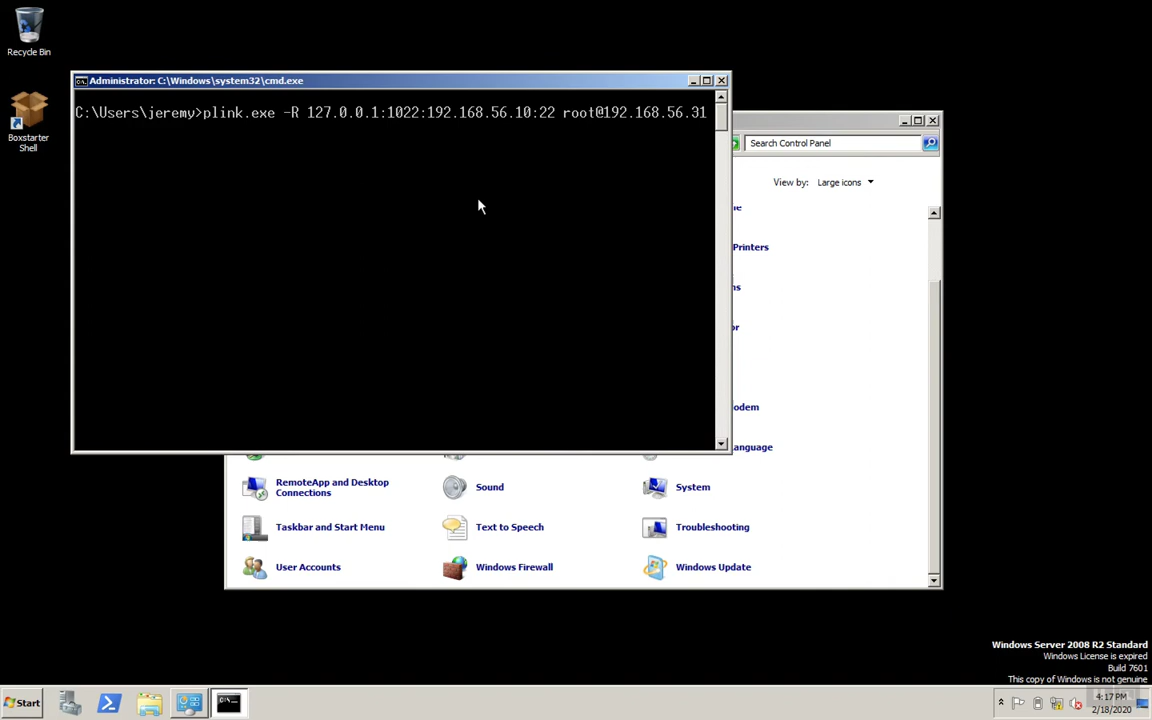 Recycle Bin
Boxstarter
Shell
Administrator: C:\Windows\system32\cmd.exe
C:\Users\jeremy>plink.exe -R 127.0.0.1:1022:192.168.56.10:22 root@192.168.56.31
Search Control Panel
View by: Large icons
ne
Printers
ns
or
odem
anguage
RemoteApp and Desktop
Connections
Sound
System
Taskbar and Start Menu
Text to Speech
Troubleshooting
User Accounts
Windows Firewall
Windows Update
Windows Server 2008 R2 Standard
Windows License is expired
Build 7601
This copy of Windows is not genuine
Start
4:17 PM
2/18/2020